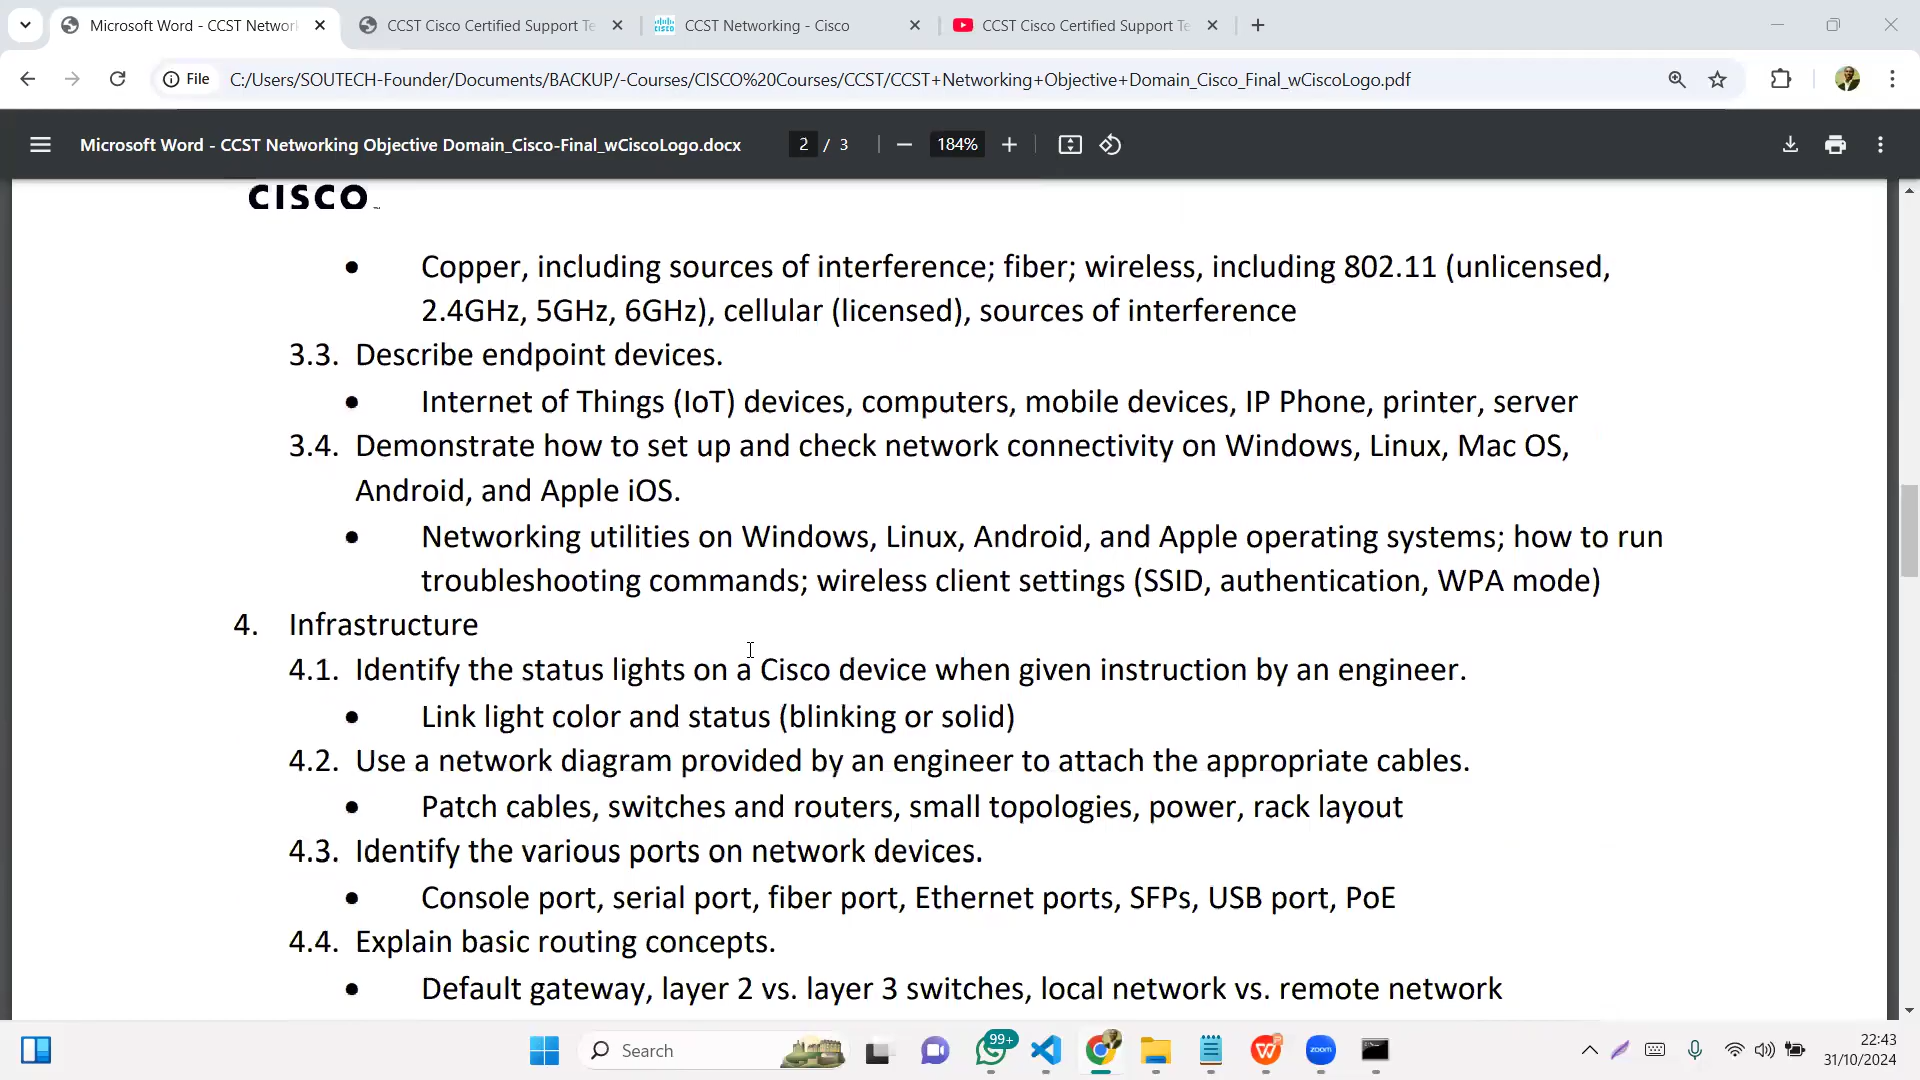 Microsoft Word - CCST Networ
CCST Cisco Certified Support Te
CCST Networking - Cisco
CCST Cisco Certified Support Te
File
C:/Users/SOUTECH-Founder/Documents/BACKUP/-Courses/CISCO%20Courses/CCST/CCST+Networking+Objective+Domain_Cisco_Final_wCiscoLogo.pdf
Microsoft Word - CCST Networking Objective Domain_Cisco-Final_wCiscoLogo.docx
2 / 3
184%
CISCO
• Copper, including sources of interference; fiber; wireless, including 802.11 (unlicensed,
2.4GHz, 5GHz, 6GHz), cellular (licensed), sources of interference
3.3. Describe endpoint devices.
• Internet of Things (IoT) devices, computers, mobile devices, IP Phone, printer, server
3.4. Demonstrate how to set up and check network connectivity on Windows, Linux, Mac OS,
Android, and Apple iOS.
• Networking utilities on Windows, Linux, Android, and Apple operating systems; how to run
troubleshooting commands; wireless client settings (SSID, authentication, WPA mode)
4. Infrastructure
4.1. Identify the status lights on a Cisco device when given instruction by an engineer.
• Link light color and status (blinking or solid)
4.2. Use a network diagram provided by an engineer to attach the appropriate cables.
• Patch cables, switches and routers, small topologies, power, rack layout
4.3. Identify the various ports on network devices.
• Console port, serial port, fiber port, Ethernet ports, SFPs, USB port, PoE
4.4. Explain basic routing concepts.
• Default gateway, layer 2 vs. layer 3 switches, local network vs. remote network
Search
99+
zoom
22:43
31/10/2024